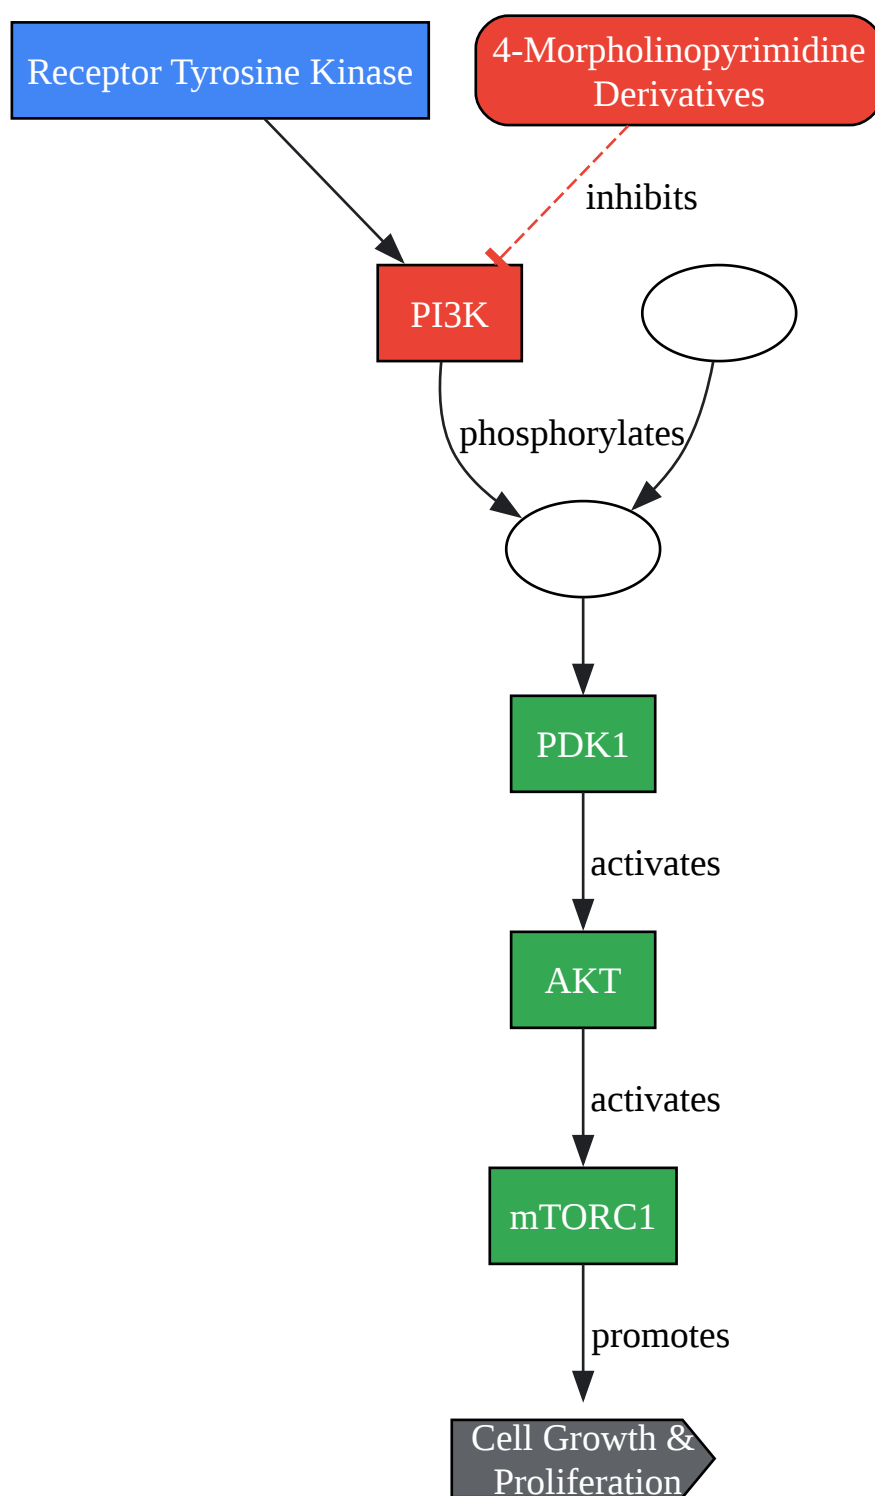 Receptor Tyrosine Kinase
4-Morpholinopyrimidine
Derivatives
inhibits
PI3K
phosphorylates
PDK1
activates
AKT
activates
mTORC1
promotes
Cell Growth &
Proliferation